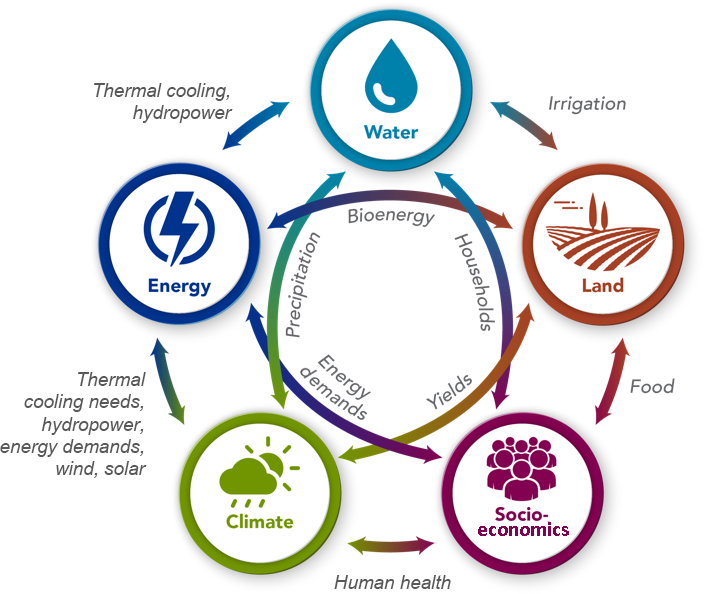 Thermal cooling,
hydropower
Water
Irrigation
Bioenergy
Energy
Land
Precipitation
Households
Energy
demands
Yields
Thermal
cooling needs,
hydropower,
energy demands,
wind, solar
Food
Climate
Socio-
economics
Human health